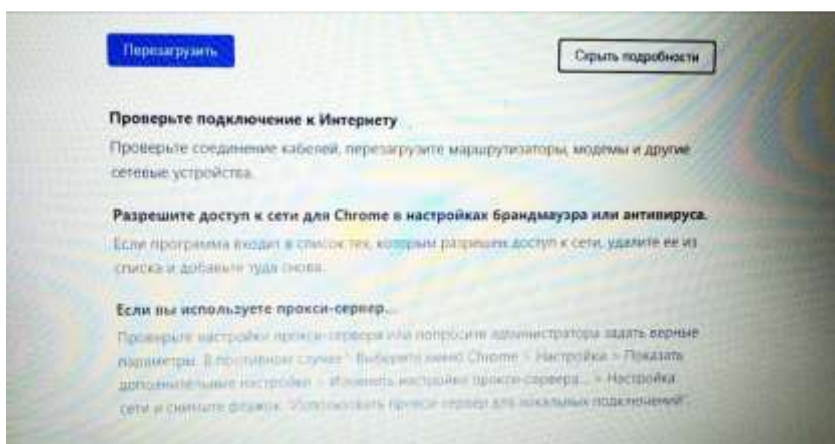 Перезагрузить
Скрыть подробности
Проверьте подключение к Интернету
Проверьте соединение кабелей, перезагрузите маршрутизаторы, модемы и другие
сетевые устройства.
Разрешите доступ к сети для Chrome в настройках брандмауэра или антивируса.
Если программа входит в список тех, которым разрешен доступ к сети, удалите ее из
списка и добавьте туда снова.
Если вы используете прокси-сервер...
Проверьте настройки прокси-сервера или попросите администратора задать верные
параметры. В противном случае Выберите меню Chrome > Настройки > Показать
дополнительные настройки > Изменить настройки прокси-сервера... > Настройка
сети и снимите флажок "Использовать прокси-сервер для локальных подключений".